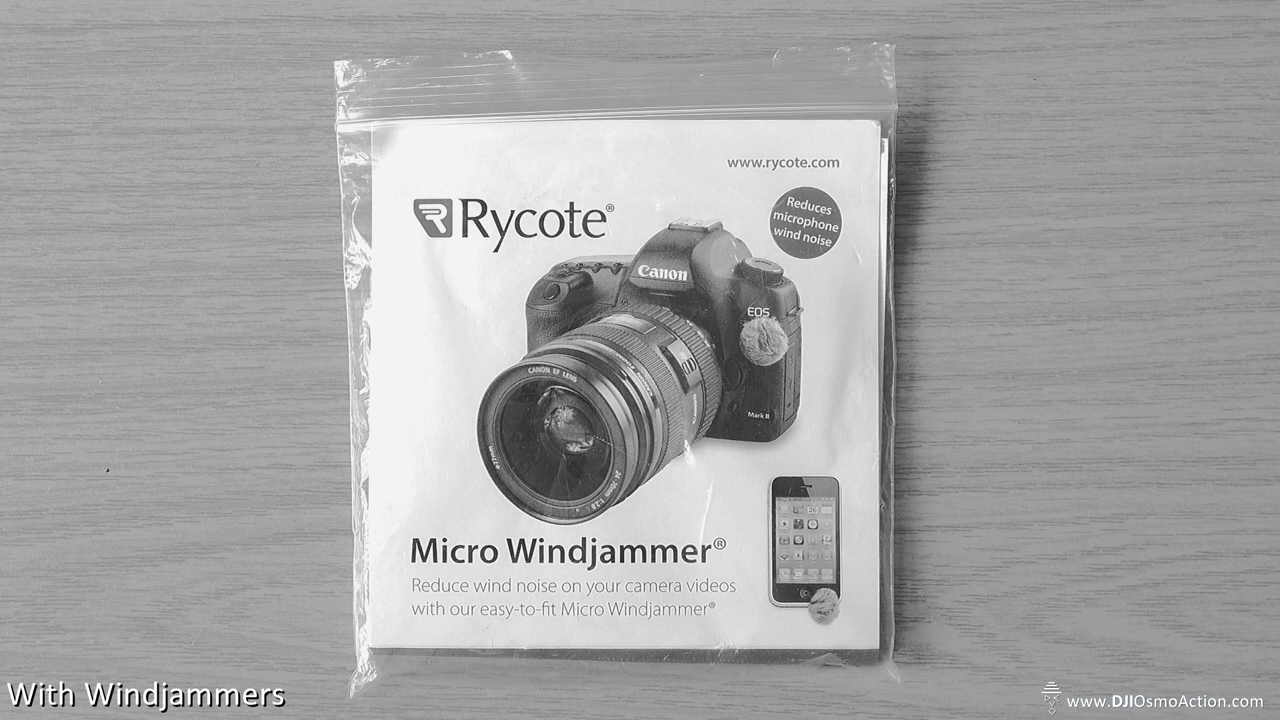 www.rycote.com
Rycote®
Reduces
microphone
wind noise
Canon
EOS
CANON EF LENS
Mark II
26
Micro Windjammer®
Reduce wind noise on your camera videos
with our easy-to-fit Micro Windjammer®
With Windjammers
www.DJIOsmoAction.com